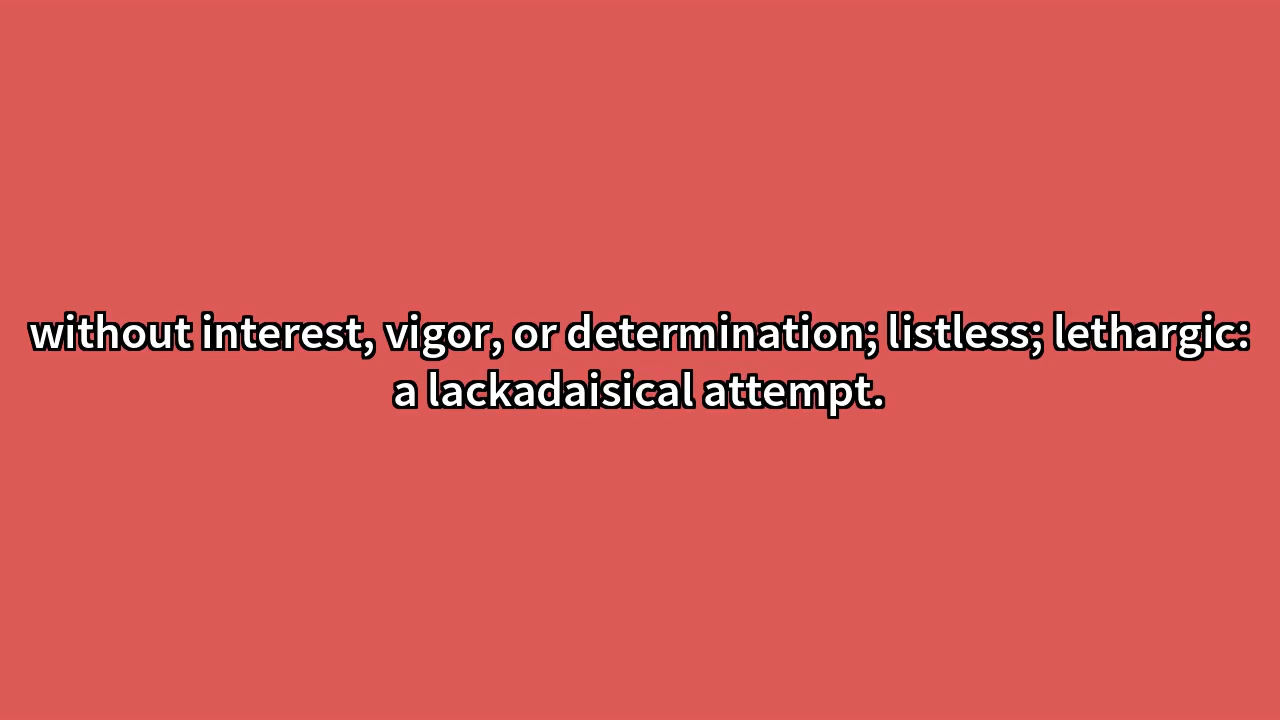 without interest, vigor, or determination; listless; lethargic:
a lackadaisical attempt.